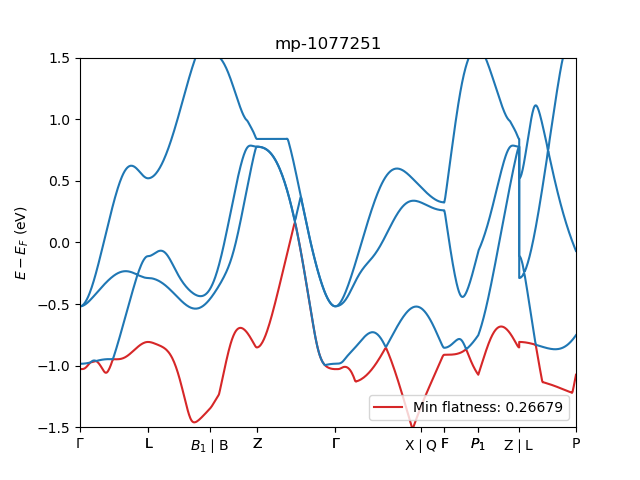 mp-1077251
1.5
1.0
0.5
0.0
−0.5
−1.0
−1.5
E − E_F (eV)
Min flatness: 0.26679
Γ L B₁ | B Z Γ X | Q F P₁ Z | L P